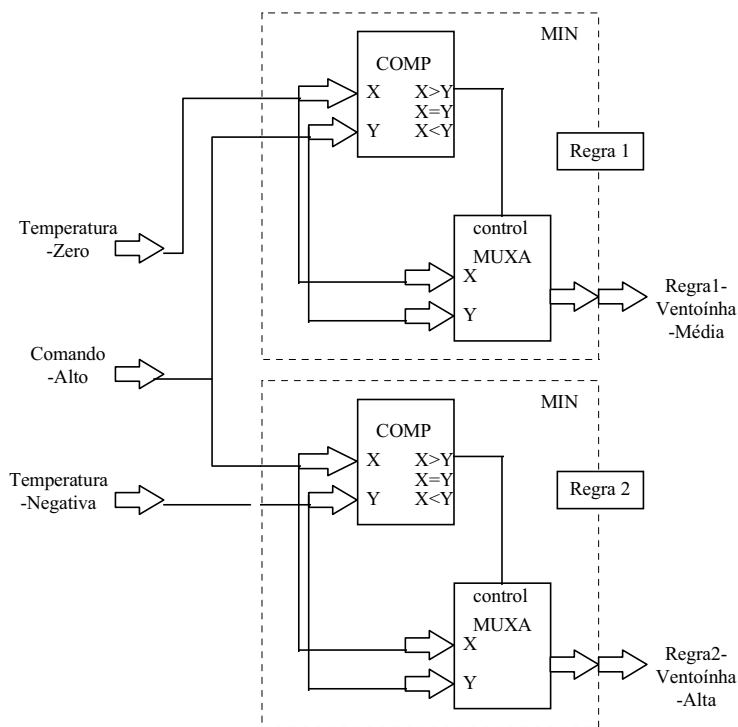 MIN
COMP
X X>Y
X=Y
Y X<Y
Regra 1
Temperatura
-Zero
control
MUXA
X
Y
Regra1-
Ventoínha
-Média
Comando
-Alto
MIN
COMP
X X>Y
X=Y
Y X<Y
Temperatura
-Negativa
Regra 2
control
MUXA
X
Y
Regra2-
Ventoínha
-Alta